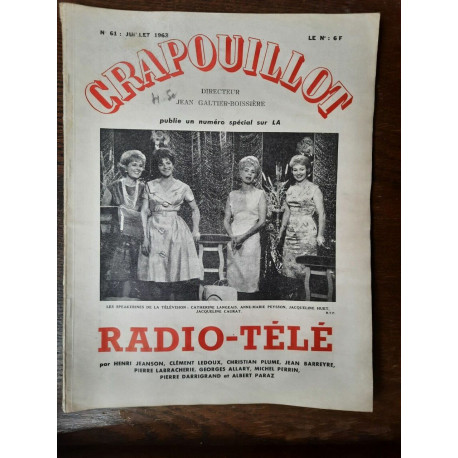 N° 61 : JUILLET 1963 LE N° : 6 F
CRAPOUILLOT
DIRECTEUR
JEAN GALTIER-BOISSIÈRE
publie un numéro spécial sur LA
LES SPEAKERINES DE LA TÉLÉVISION : CATHERINE LANGEAIS, ANNE-MARIE PEYSSON, JACQUELINE HUET,
JACQUELINE CAURAT.
RADIO-TÉLÉ
par HENRI JEANSON, CLÉMENT LEDOUX, CHRISTIAN PLUME, JEAN BARREYRE,
PIERRE LABRACHERIE, GEORGES ALLARY, MICHEL PERRIN,
PIERRE DARRIGRAND et ALBERT PARAZ